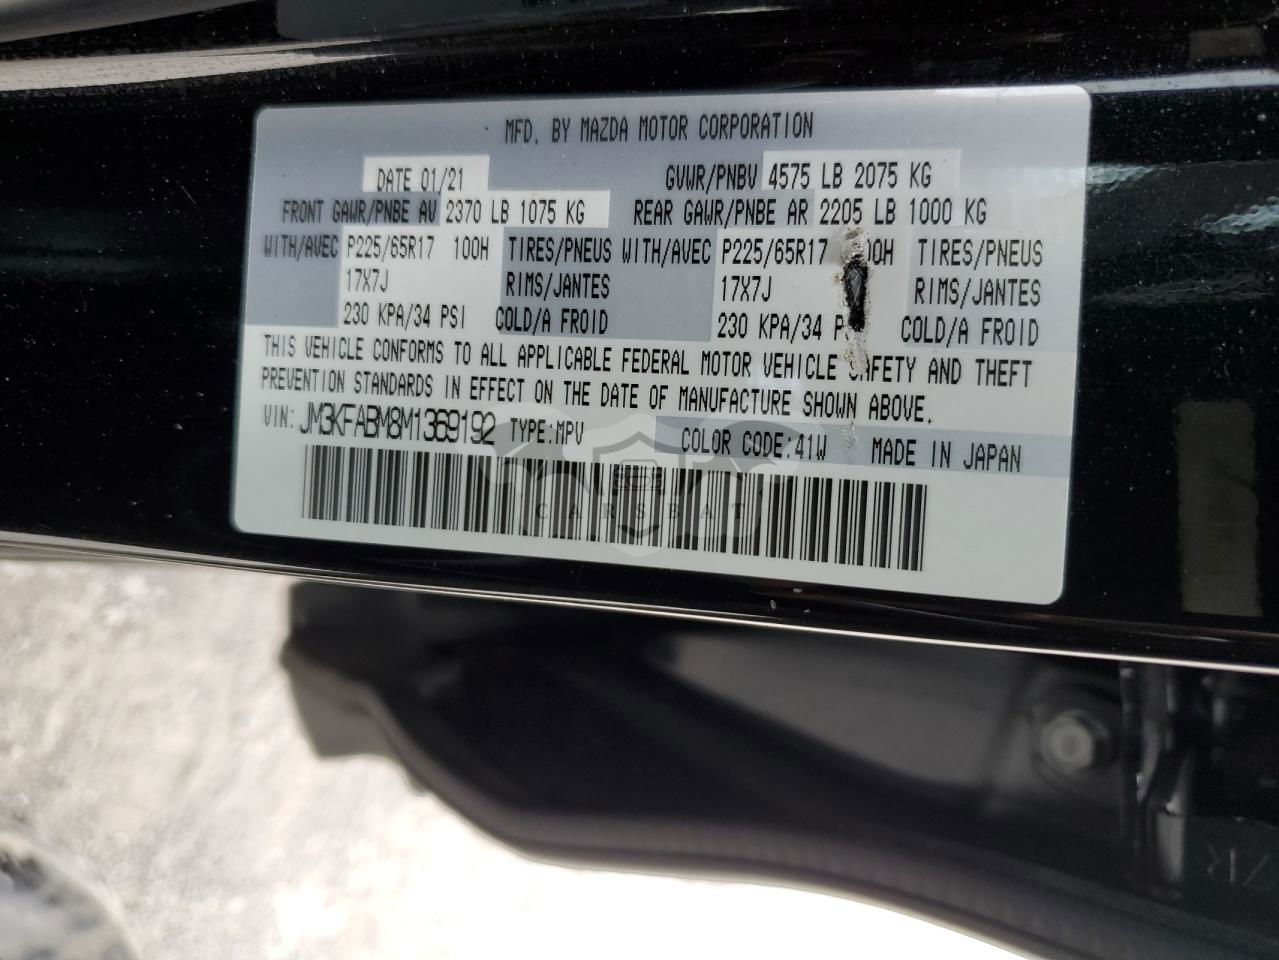 MFD. BY MAZDA MOTOR CORPORATION
DATE 01/21 GVWR/PNBV 4575 LB 2075 KG
FRONT GAWR/PNBE AV 2370 LB 1075 KG REAR GAWR/PNBE AR 2205 LB 1000 KG
WITH/AVEC P225/65R17 100H TIRES/PNEUS WITH/AVEC P225/65R17 00H TIRES/PNEUS
17X7J RIMS/JANTES 17X7J RIMS/JANTES
230 KPA/34 PSI COLD/A FROID 230 KPA/34 P COLD/A FROID
THIS VEHICLE CONFORMS TO ALL APPLICABLE FEDERAL MOTOR VEHICLE SAFETY AND THEFT
PREVENTION STANDARDS IN EFFECT ON THE DATE OF MANUFACTURE SHOWN ABOVE.
VIN: JM3KFABM8M1369192 TYPE:MPV COLOR CODE:41W MADE IN JAPAN
CARSBAT